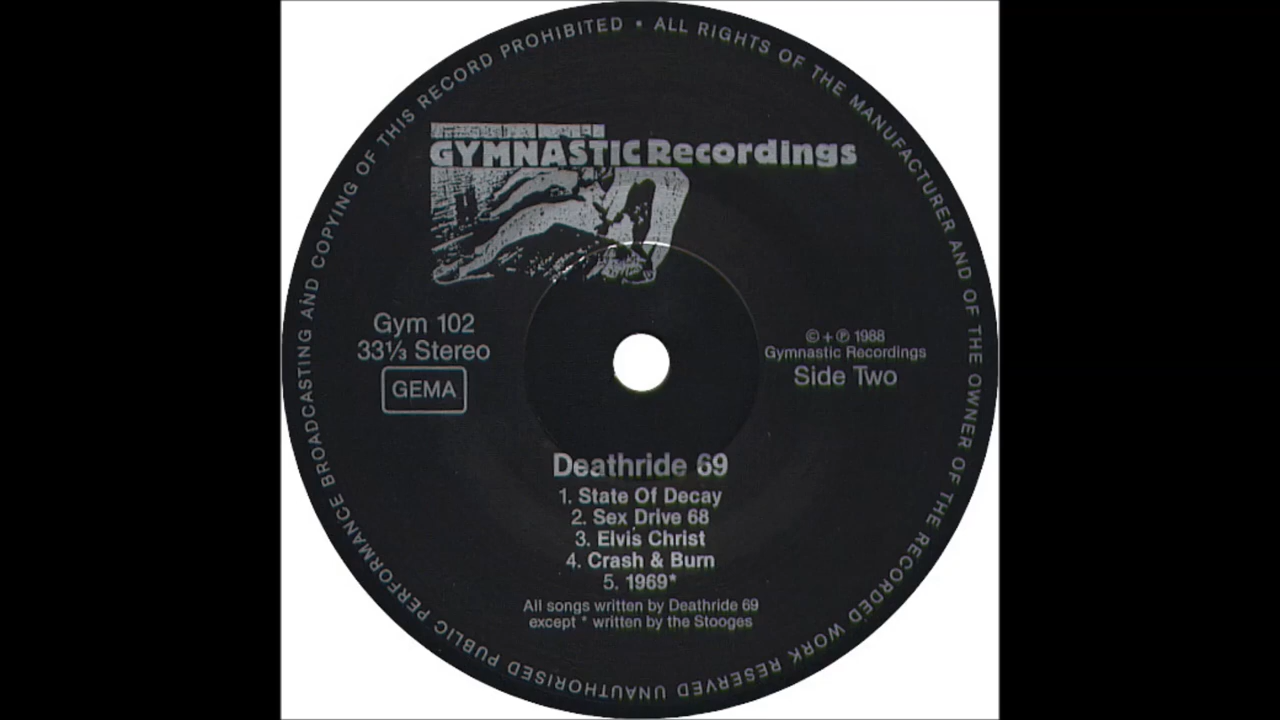 ALL RIGHTS OF THE MANUFACTURER AND OF THE OWNER OF THE RECORDED WORK RESERVED UNAUTHORISED PUBLIC PERFORMANCE BROADCASTING AND COPYING OF THIS RECORD PROHIBITED •
GYMNASTIC Recordings
Gym 102
33⅓ Stereo
GEMA
© + ℗ 1988
Gymnastic Recordings
Side Two
Deathride 69
1. State Of Decay
2. Sex Drive 68
3. Elvis Christ
4. Crash & Burn
5. 1969*
All songs written by Deathride 69
except * written by the Stooges